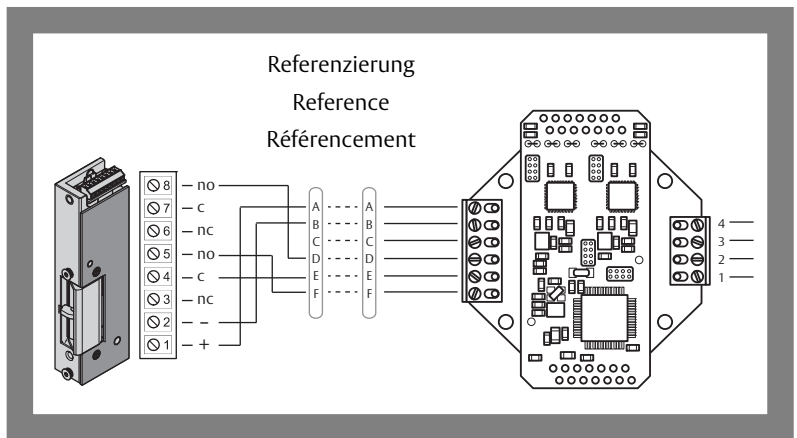 Referenzierung
Reference
Référencement
8 – no
7 – c
6 – nc
5 – no
4 – c
3 – nc
2 – –
1 – +
A A
B B
C C
D D
E E
F F
4
3
2
1